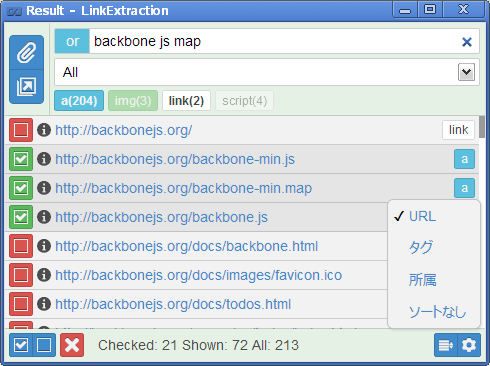 Result - LinkExtraction
or backbone js map
All
a(204) img(3) link(2) script(4)
http://backbonejs.org/ link
http://backbonejs.org/backbone-min.js a
http://backbonejs.org/backbone-min.map a
http://backbonejs.org/backbone.js
http://backbonejs.org/docs/backbone.html
http://backbonejs.org/docs/images/favicon.ico
http://backbonejs.org/docs/todos.html
URL
タグ
所属
ソートなし
Checked: 21 Shown: 72 All: 213